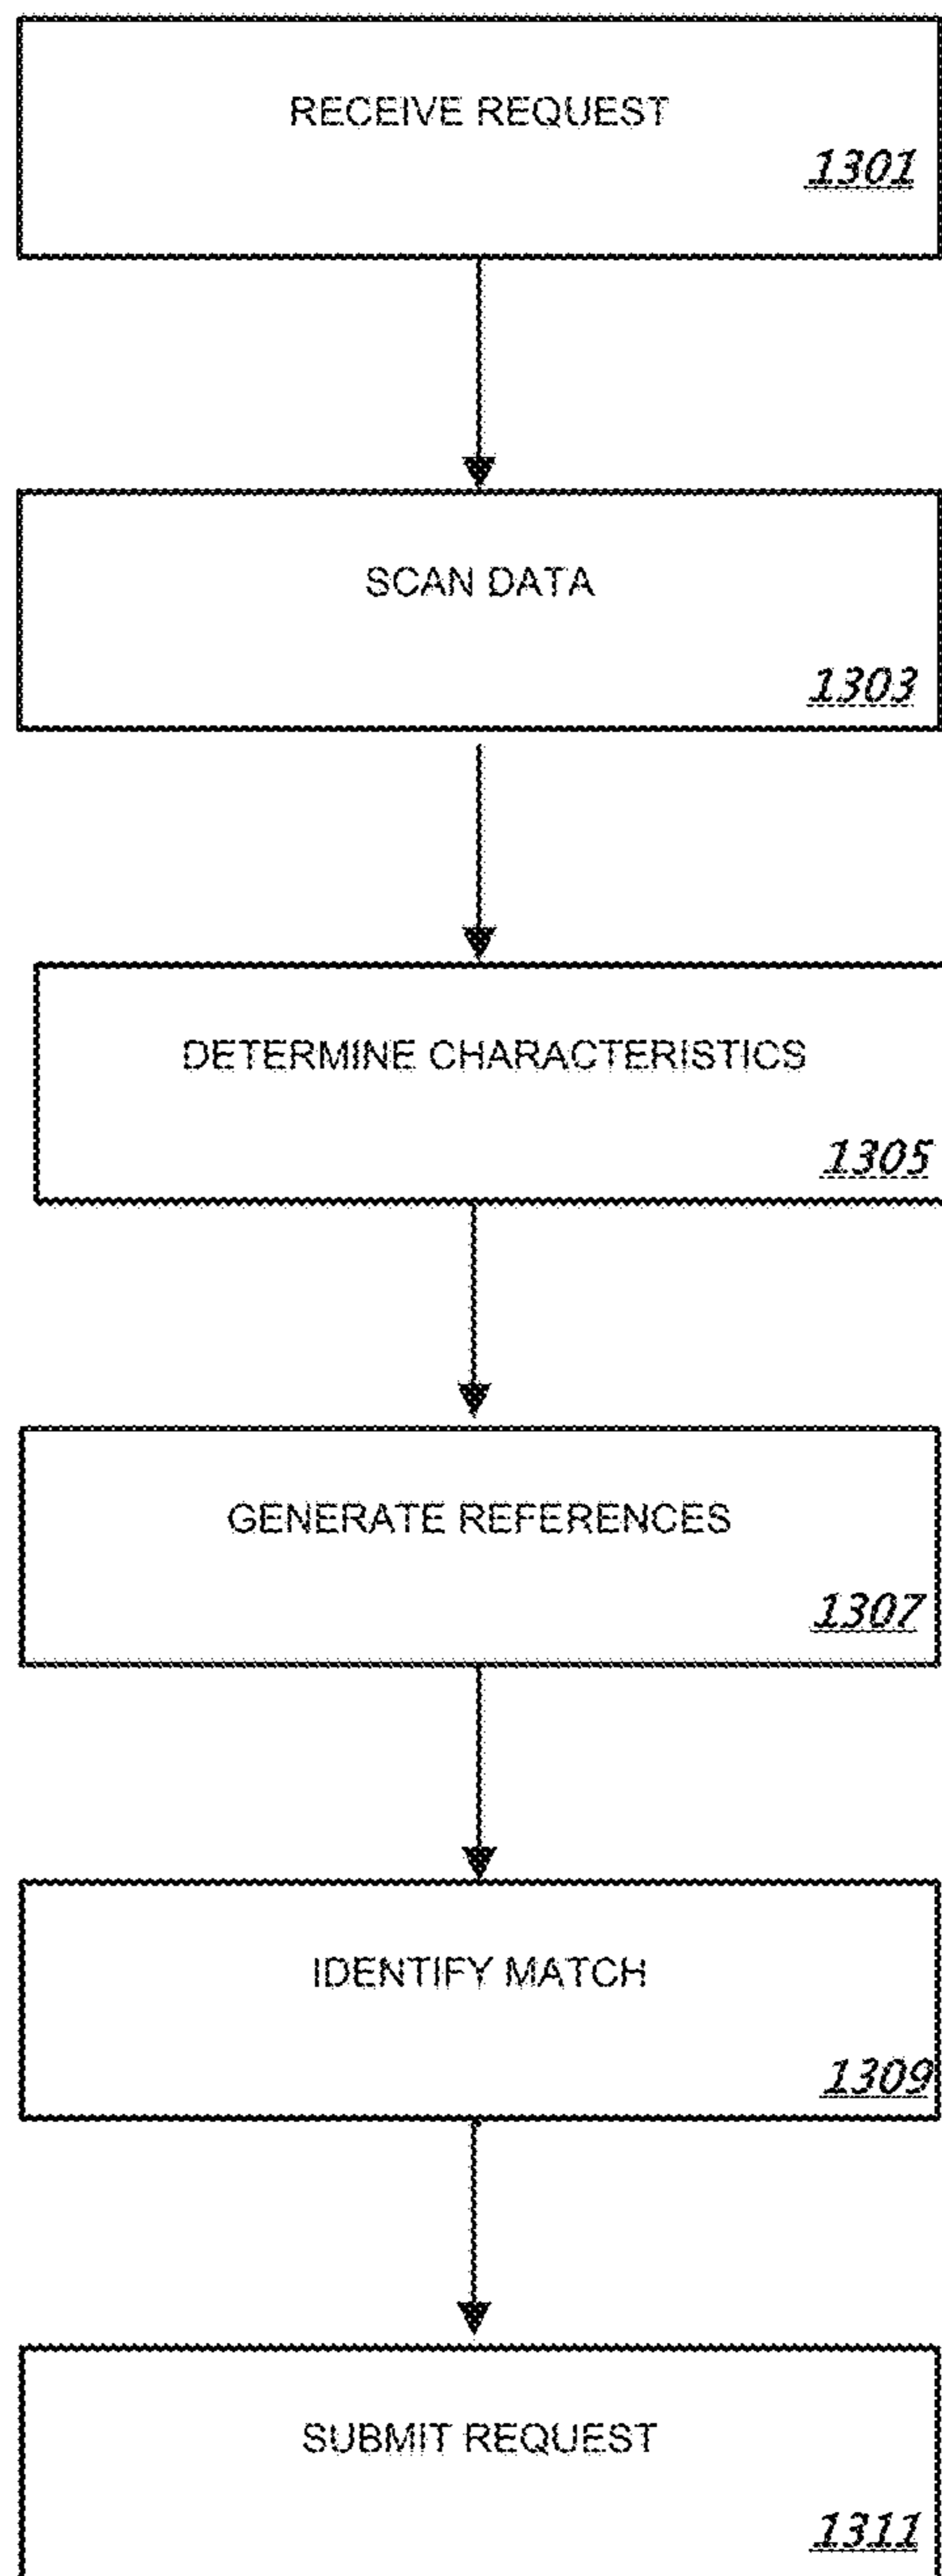 RECEIVE REQUEST
1301
SCAN DATA
1303
DETERMINE CHARACTERISTICS
1305
GENERATE REFERENCES
1307
IDENTIFY MATCH
1309
SUBMIT REQUEST
1311